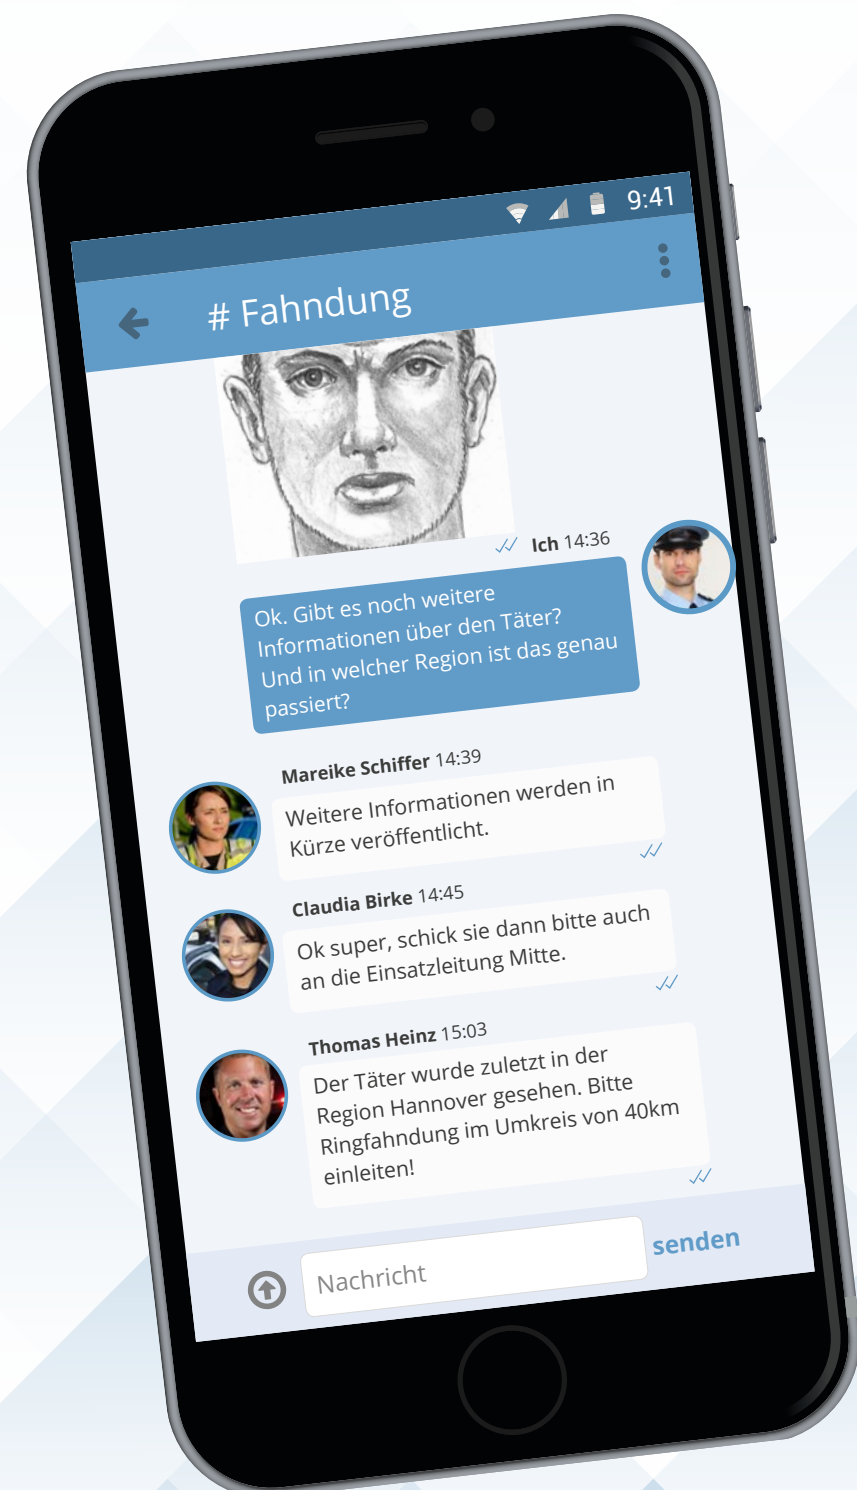 9:41
# Fahndung
Ich 14:36
Ok. Gibt es noch weitere
Informationen über den Täter?
Und in welcher Region ist das genau
passiert?
Mareike Schiffer 14:39
Weitere Informationen werden in
Kürze veröffentlicht.
Claudia Birke 14:45
Ok super, schick sie dann bitte auch
an die Einsatzleitung Mitte.
Thomas Heinz 15:03
Der Täter wurde zuletzt in der
Region Hannover gesehen. Bitte
Ringfahndung im Umkreis von 40km
einleiten!
Nachricht
senden